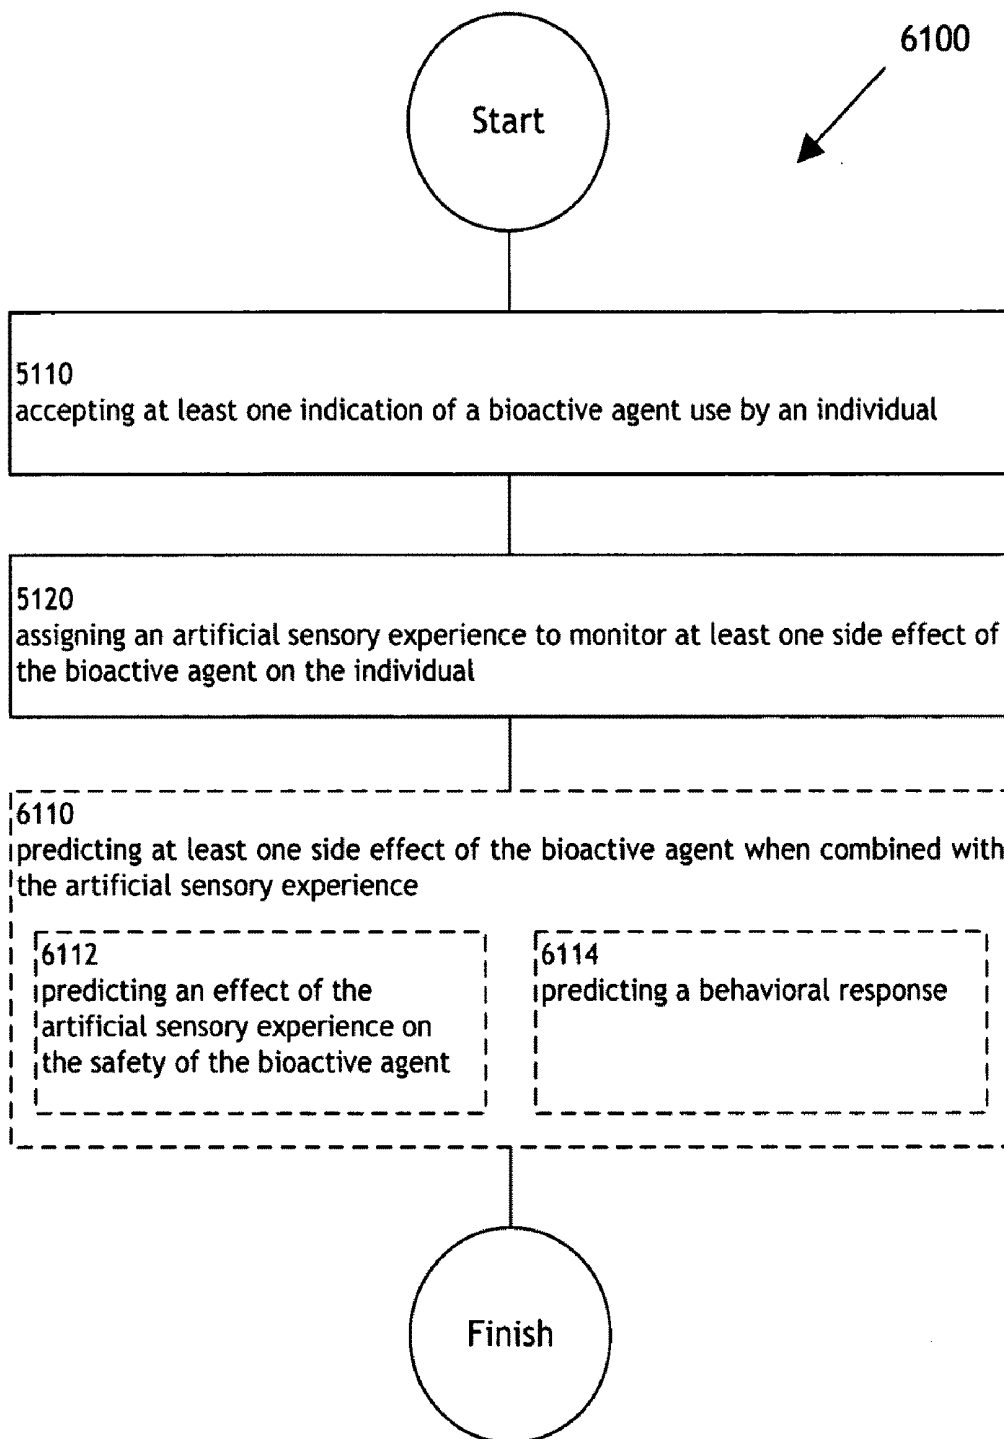 6100
Start
5110
accepting at least one indication of a bioactive agent use by an individual
5120
assigning an artificial sensory experience to monitor at least one side effect of
the bioactive agent on the individual
6110
predicting at least one side effect of the bioactive agent when combined with
the artificial sensory experience
6112
predicting an effect of the
artificial sensory experience on
the safety of the bioactive agent
6114
predicting a behavioral response
Finish